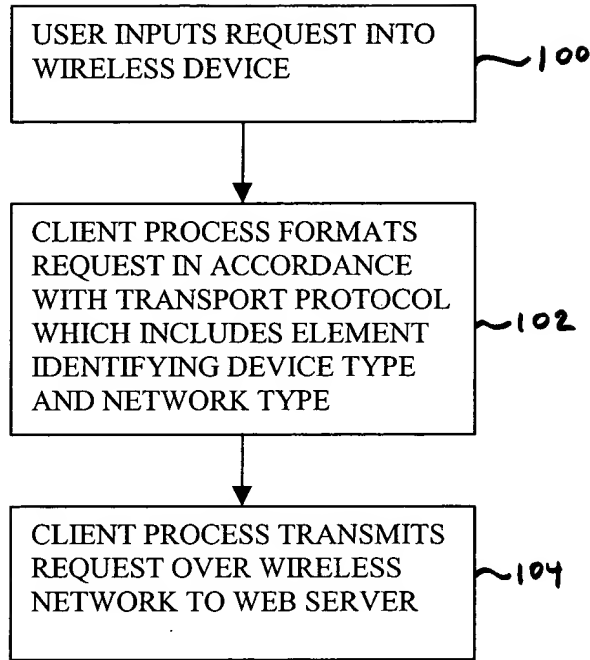 USER INPUTS REQUEST INTO
WIRELESS DEVICE
100
CLIENT PROCESS FORMATS
REQUEST IN ACCORDANCE
WITH TRANSPORT PROTOCOL
WHICH INCLUDES ELEMENT
IDENTIFYING DEVICE TYPE
AND NETWORK TYPE
102
CLIENT PROCESS TRANSMITS
REQUEST OVER WIRELESS
NETWORK TO WEB SERVER
104